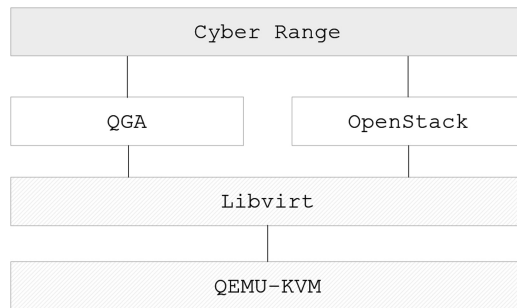 Cyber Range
QGA
OpenStack
Libvirt
QEMU-KVM